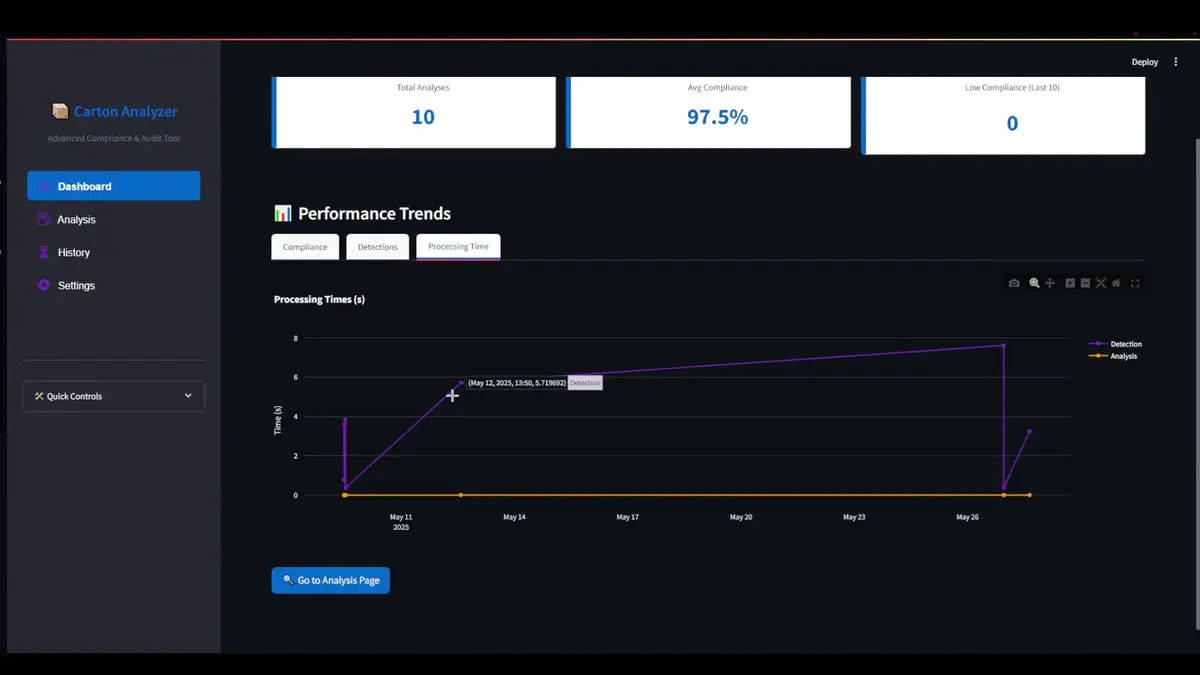 Deploy
Carton Analyzer
Advanced Compliance & Audit Tool
Dashboard
Analysis
History
Settings
Quick Controls
Total Analyses
10
Avg Compliance
97.5%
Low Compliance (Last 10)
0
Performance Trends
Compliance
Detections
Processing Time
Processing Times (s)
Detection
Analysis
Time (s)
8
6
4
2
0
(May 12, 2025, 13:50, 5.719692) Detection
May 11
2025
May 14
May 17
May 20
May 23
May 26
Go to Analysis Page